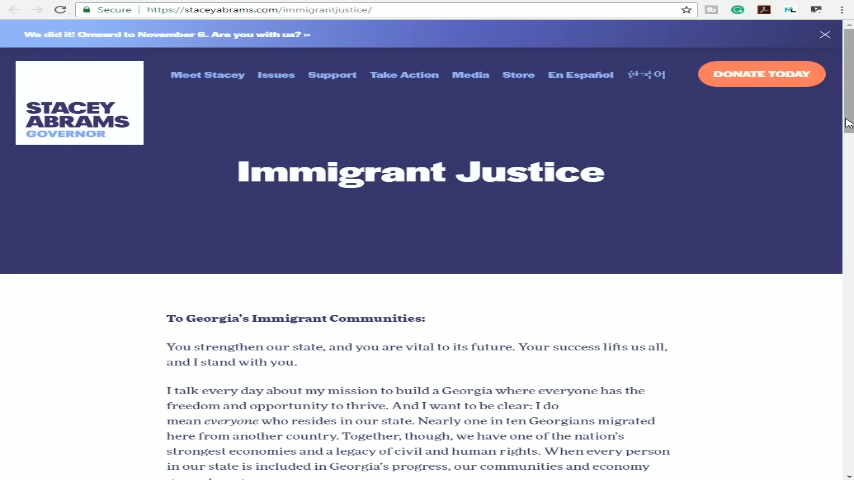 Secure https://staceyabrams.com/immigrantjustice/
We did it! Onward to November 6. Are you with us? »
Meet Stacey Issues Support Take Action Media Store En Español 한국어 DONATE TODAY
STACEY
ABRAMS
GOVERNOR
Immigrant Justice
To Georgia's Immigrant Communities:
You strengthen our state, and you are vital to its future. Your success lifts us all,
and I stand with you.
I talk every day about my mission to build a Georgia where everyone has the
freedom and opportunity to thrive. And I want to be clear: I do
mean everyone who resides in our state. Nearly one in ten Georgians migrated
here from another country. Together, though, we have one of the nation's
strongest economies and a legacy of civil and human rights. When every person
in our state is included in Georgia's progress, our communities and economy